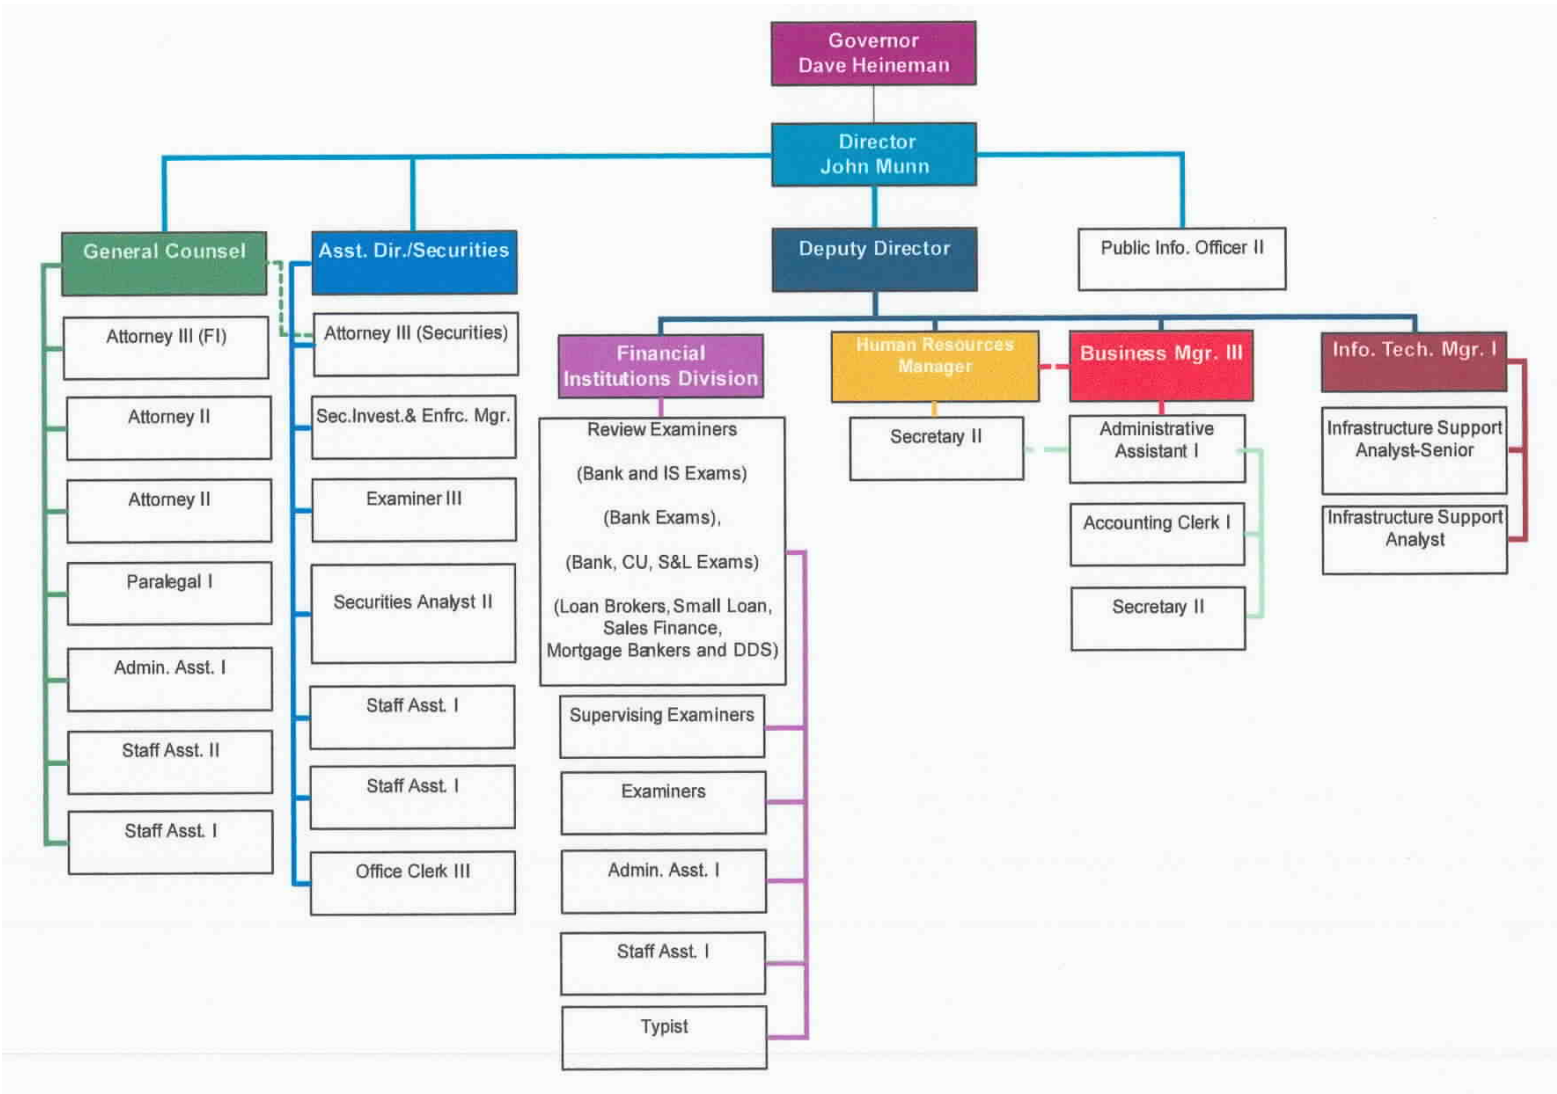 Governor
Dave Heineman
Director
John Munn
General Counsel
Asst. Dir./Securities
Deputy Director
Public Info. Officer II
Attorney III (FI)
Attorney II
Attorney II
Paralegal I
Admin. Asst. I
Staff Asst. II
Staff Asst. I
Attorney III (Securities)
Sec.Invest.& Enfrc. Mgr.
Examiner III
Securities Analyst II
Staff Asst. I
Staff Asst. I
Office Clerk III
Financial
Institutions Division
Review Examiners
(Bank and IS Exams)
(Bank Exams),
(Bank, CU, S&L Exams)
(Loan Brokers, Small Loan,
Sales Finance,
Mortgage Bankers and DDS)
Supervising Examiners
Examiners
Admin. Asst. I
Staff Asst. I
Typist
Human Resources
Manager
Secretary II
Business Mgr. III
Administrative
Assistant I
Accounting Clerk I
Secretary II
Info. Tech. Mgr. I
Infrastructure Support
Analyst-Senior
Infrastructure Support
Analyst